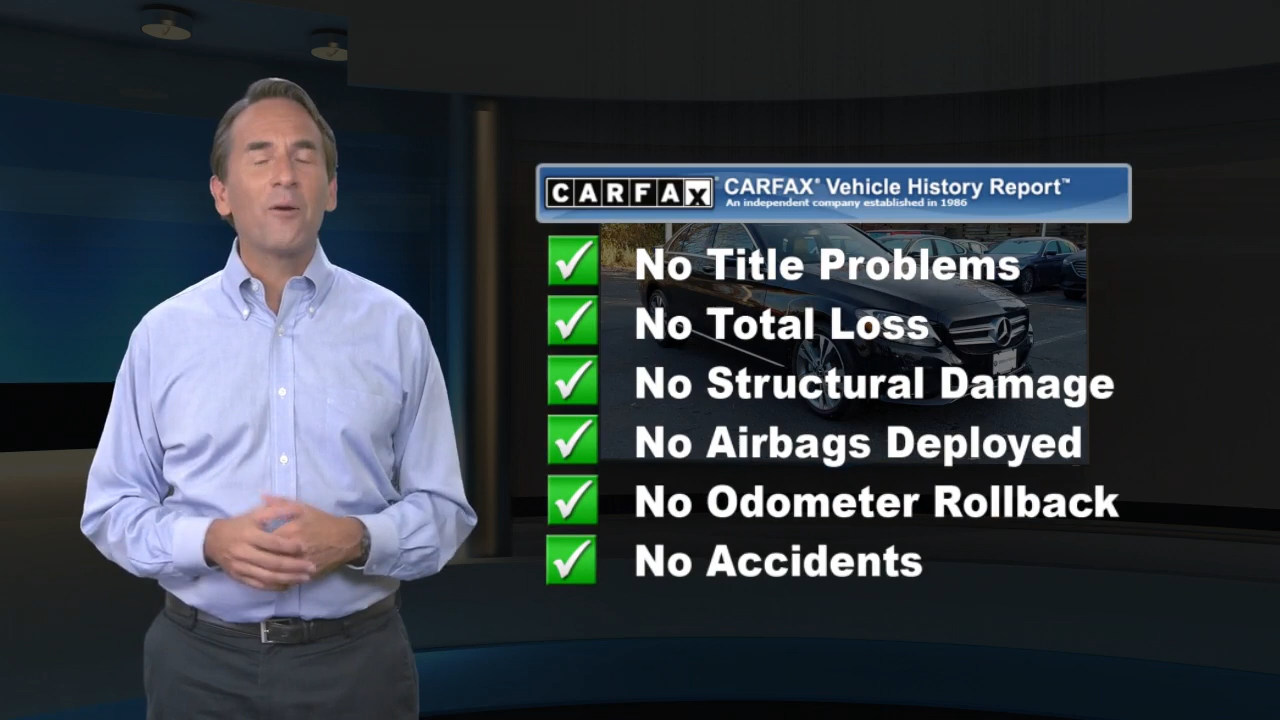 CARFAX CARFAX® Vehicle History Report™
An independent company established in 1986
No Title Problems
No Total Loss
No Structural Damage
No Airbags Deployed
No Odometer Rollback
No Accidents